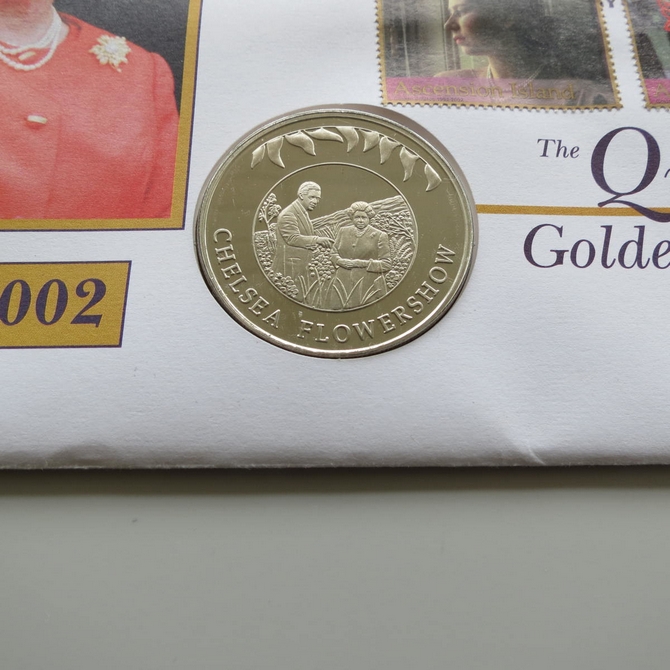 Ascension Island
The Q
Golde
002
CHELSEA FLOWERSHOW